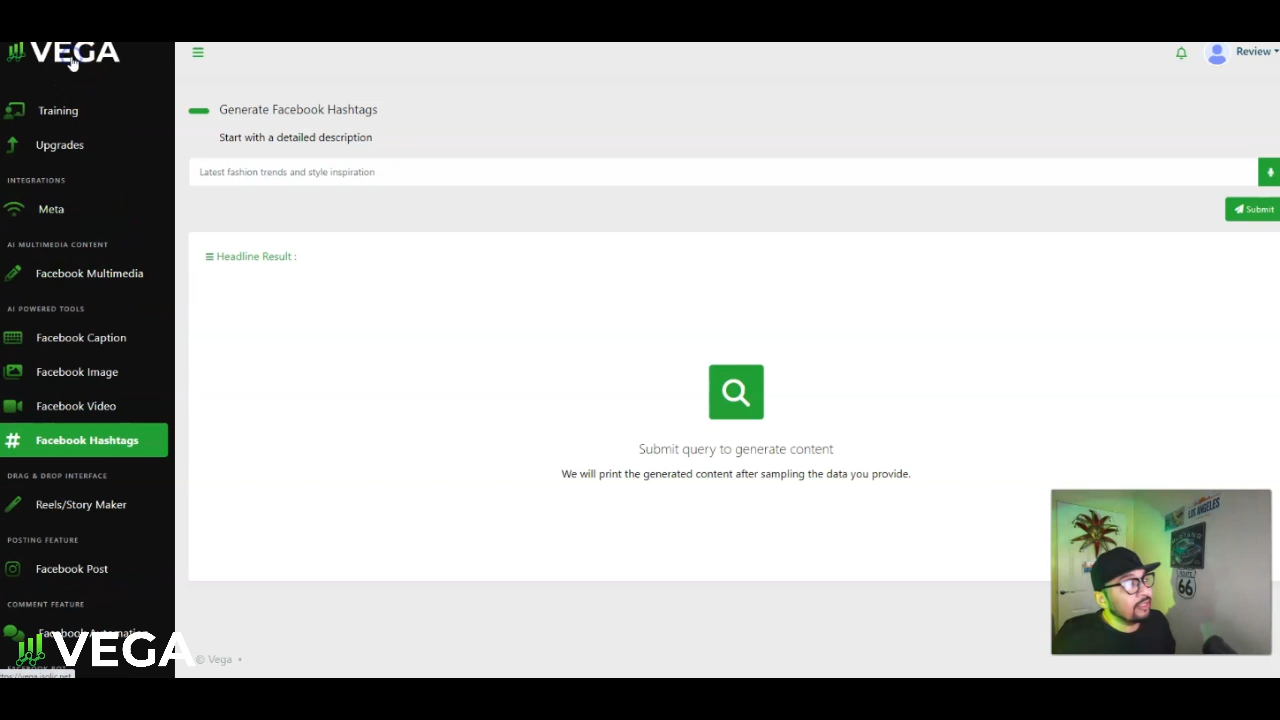 VEGA
Review
Training
Upgrades
INTEGRATIONS
Meta
AI MULTIMEDIA CONTENT
Facebook Multimedia
AI POWERED TOOLS
Facebook Caption
Facebook Image
Facebook Video
Facebook Hashtags
DRAG & DROP INTERFACE
Reels/Story Maker
POSTING FEATURE
Facebook Post
COMMENT FEATURE
Facebook Automation
Generate Facebook Hashtags
Start with a detailed description
Latest fashion trends and style inspiration
Submit
Headline Result :
Submit query to generate content
We will print the generated content after sampling the data you provide.
LOS ANGELES
MUSTANG
66
VEGA
© Vega •